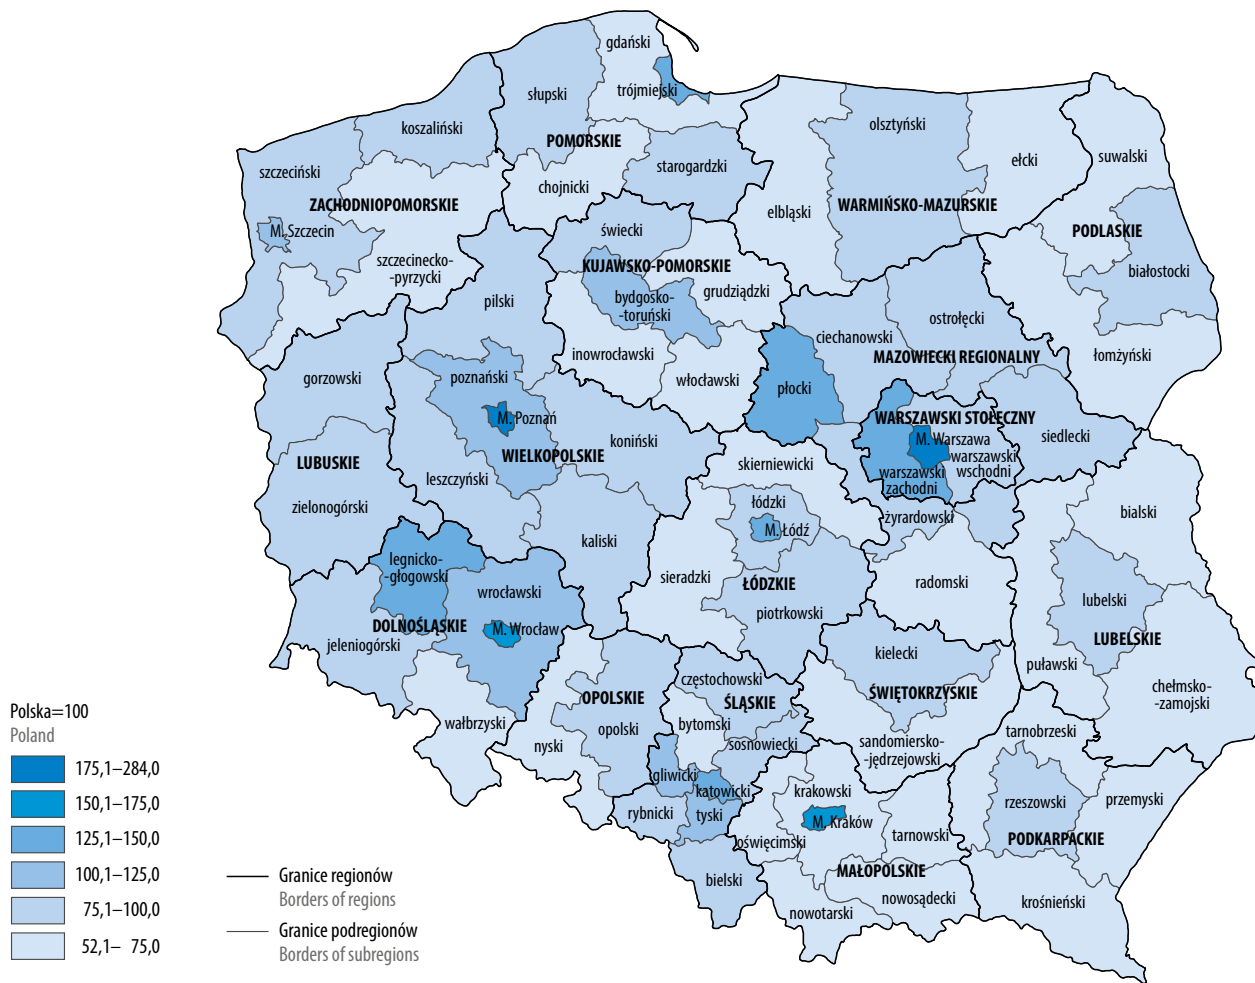 gdański
trójmiejski
słupski
koszaliński
POMORSKIE
olsztyński
ełcki
suwalski
szczeciński
starogardzki
chojnicki
ZACHODNIOPOMORSKIE
elbląski
WARMIŃSKO-MAZURSKIE
M. Szczecin
świecki
PODLASKIE
szczecinecko-
-pyrzycki
KUJAWSKO-POMORSKIE
białostocki
pilski
bydgosko-
-toruński
grudziądzki
ostrołęcki
ciechanowski
inowrocławski
MAZOWIECKI REGIONALNY
łomżyński
gorzowski
poznański
włocławski
płocki
M. Poznań
WARSZAWSKI STOŁECZNY
koniński
M. Warszawa
siedlecki
LUBUSKIE
WIELKOPOLSKIE
skierniewicki
warszawski
wschodni
warszawski
zachodni
leszczyński
zielonogórski
łódzki
żyrardowski
bialski
M. Łódź
kaliski
legnicko-
-głogowski
sieradzki
ŁÓDZKIE
radomski
wrocławski
piotrkowski
lubelski
DOLNOŚLĄSKIE
M. Wrocław
LUBELSKIE
jeleniogórski
kielecki
puławski
częstochowski
ŚWIĘTOKRZYSKIE
chełmsko-
-zamojski
OPOLSKIE
ŚLĄSKIE
wałbrzyski
nyski
opolski
bytomski
tarnobrzeski
sosnowiecki
sandomiersko-
-jędrzejowski
gliwicki
katowicki
krakowski
rzeszowski
przemyski
rybnicki
tyski
M. Kraków
oświęcimski
tarnowski
PODKARPACKIE
bielski
MAŁOPOLSKIE
nowotarski
nowosądecki
krośnieński
Polska=100
Poland
175,1–284,0
150,1–175,0
125,1–150,0
100,1–125,0
75,1–100,0
52,1– 75,0
Granice regionów
Borders of regions
Granice podregionów
Borders of subregions